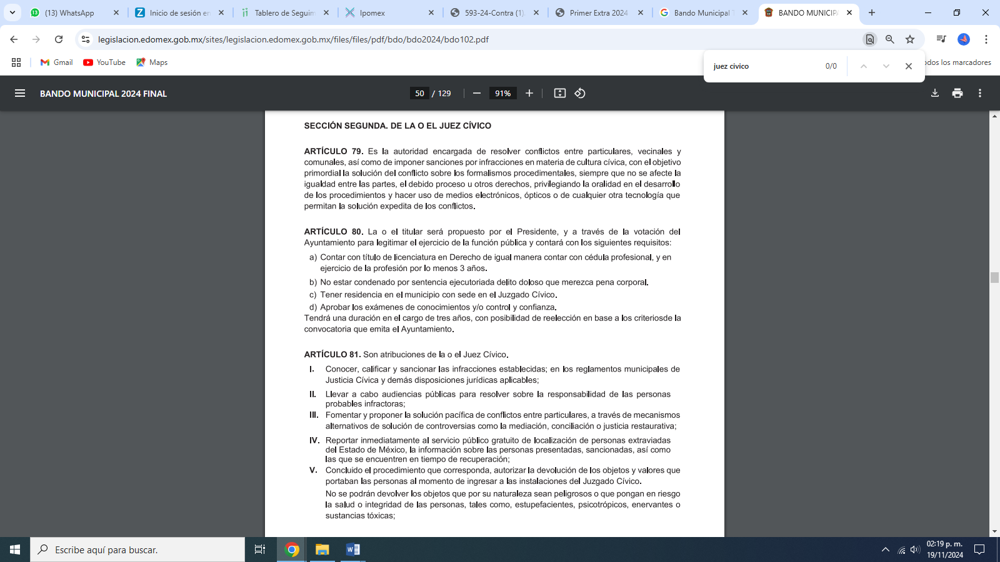 (13) WhatsApp
Inicio de sesión en
Tablero de Seguim
Ipomex
593-24-Contra (1)
Primer Extra 2024
Bando Municipal T
BANDO MUNICIPA
legislacion.edomex.gob.mx/sites/legislacion.edomex.gob.mx/files/files/pdf/bdo/bdo2024/bdo102.pdf
Gmail
YouTube
Maps
juez civico 0/0
odos los marcadores
BANDO MUNICIPAL 2024 FINAL
50 / 129
91%
SECCIÓN SEGUNDA. DE LA O EL JUEZ CÍVICO
ARTÍCULO 79. Es la autoridad encargada de resolver conflictos entre particulares, vecinales y
comunales, así como de imponer sanciones por infracciones en materia de cultura cívica, con el objetivo
primordial la solución del conflicto sobre los formalismos procedimentales, siempre que no se afecte la
igualdad entre las partes, el debido proceso u otros derechos, privilegiando la oralidad en el desarrollo
de los procedimientos y hacer uso de medios electrónicos, ópticos o de cualquier otra tecnología que
permitan la solución expedita de los conflictos.
ARTÍCULO 80. La o el titular será propuesto por el Presidente, y a través de la votación del
Ayuntamiento para legitimar el ejercicio de la función pública y contará con los siguientes requisitos:
a) Contar con título de licenciatura en Derecho de igual manera contar con cédula profesional, y en
ejercicio de la profesión por lo menos 3 años.
b) No estar condenado por sentencia ejecutoriada delito doloso que merezca pena corporal.
c) Tener residencia en el municipio con sede en el Juzgado Cívico.
d) Aprobar los exámenes de conocimientos y/o control y confianza.
Tendrá una duración en el cargo de tres años, con posibilidad de reelección en base a los criteriosde la
convocatoria que emita el Ayuntamiento.
ARTÍCULO 81. Son atribuciones de la o el Juez Cívico.
I. Conocer, calificar y sancionar las infracciones establecidas; en los reglamentos municipales de
Justicia Cívica y demás disposiciones jurídicas aplicables;
II. Llevar a cabo audiencias públicas para resolver sobre la responsabilidad de las personas
probables infractoras;
III. Fomentar y proponer la solución pacífica de conflictos entre particulares, a través de mecanismos
alternativos de solución de controversias como la mediación, conciliación o justicia restaurativa;
IV. Reportar inmediatamente al servicio público gratuito de localización de personas extraviadas
del Estado de México, la información sobre las personas presentadas, sancionadas, así como
las que se encuentren en tiempo de recuperación;
V. Concluido el procedimiento que corresponda, autorizar la devolución de los objetos y valores que
portaban las personas al momento de ingresar a las instalaciones del Juzgado Cívico.
No se podrán devolver los objetos que por su naturaleza sean peligrosos o que pongan en riesgo
la salud o integridad de las personas, tales como, estupefacientes, psicotrópicos, enervantes o
sustancias tóxicas;
Escribe aquí para buscar.
02:19 p. m.
19/11/2024